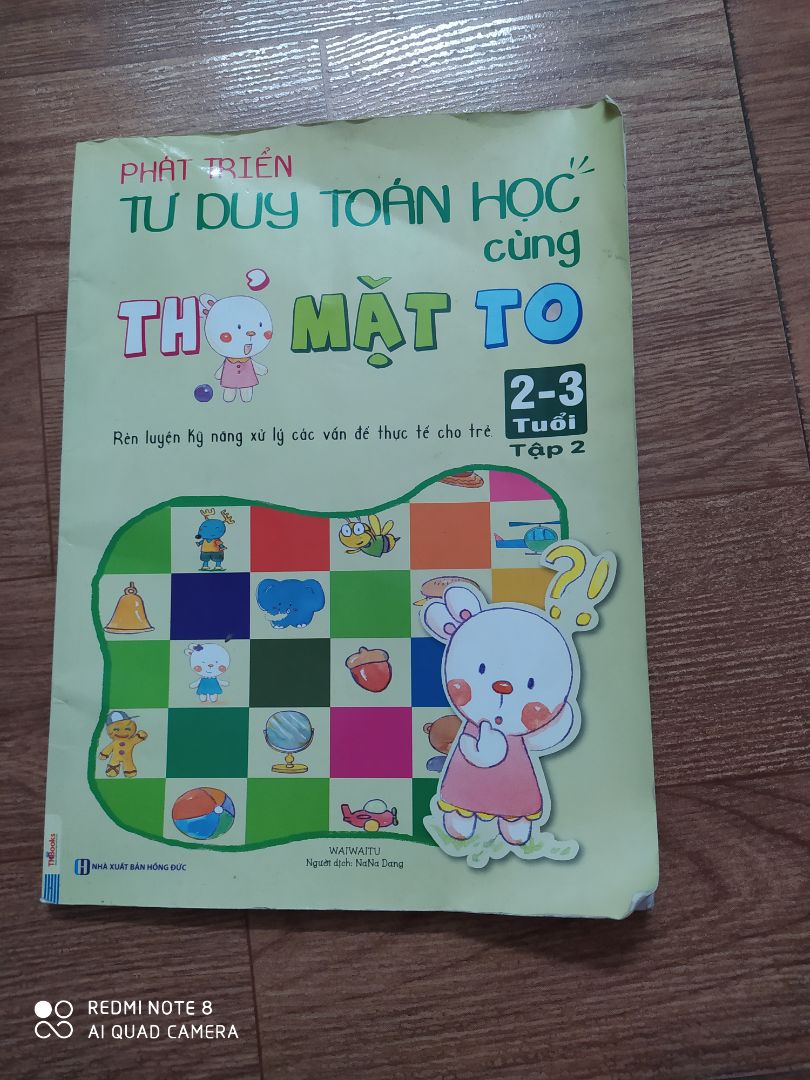 PHÁT TRIỂN
TƯ DUY TOÁN HỌC
cùng
THỎ MẶT TO
2-3
Tuổi
Tập 2
Rèn luyện Kỹ năng xử lý các vấn đề thực tế cho trẻ.
?!
WAIWAITU
Người dịch: NaNa Dang
TKBooks
NHÀ XUẤT BẢN HỒNG ĐỨC
REDMI NOTE 8
AI QUAD CAMERA